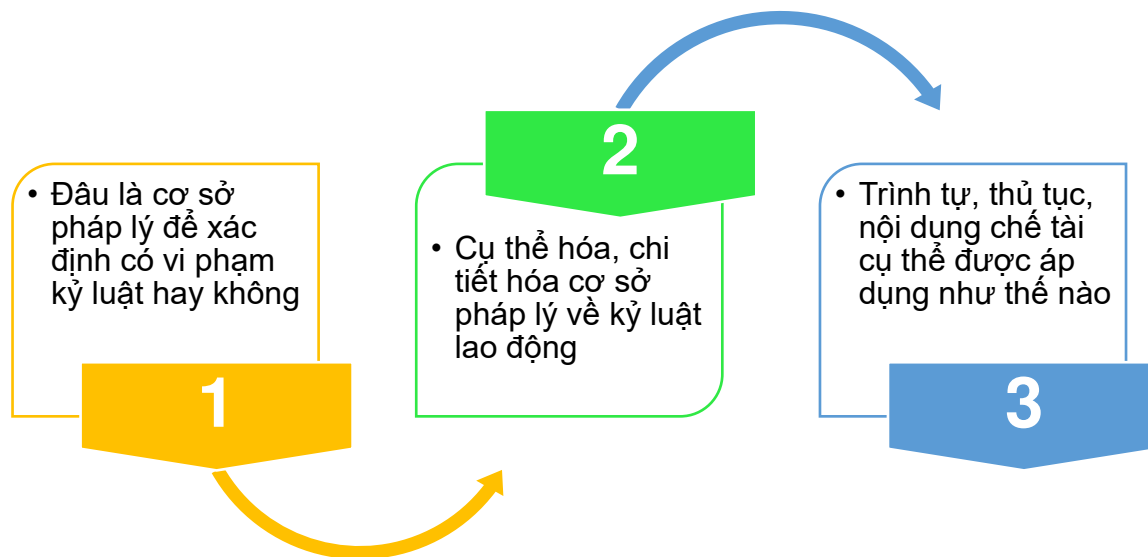 • Đâu là cơ sở
pháp lý để xác
định có vi phạm
kỷ luật hay không
1
2
• Cụ thể hóa, chi
tiết hóa cơ sở
pháp lý về kỷ luật
lao động
• Trình tự, thủ tục,
nội dung chế tài
cụ thể được áp
dụng như thế nào
3